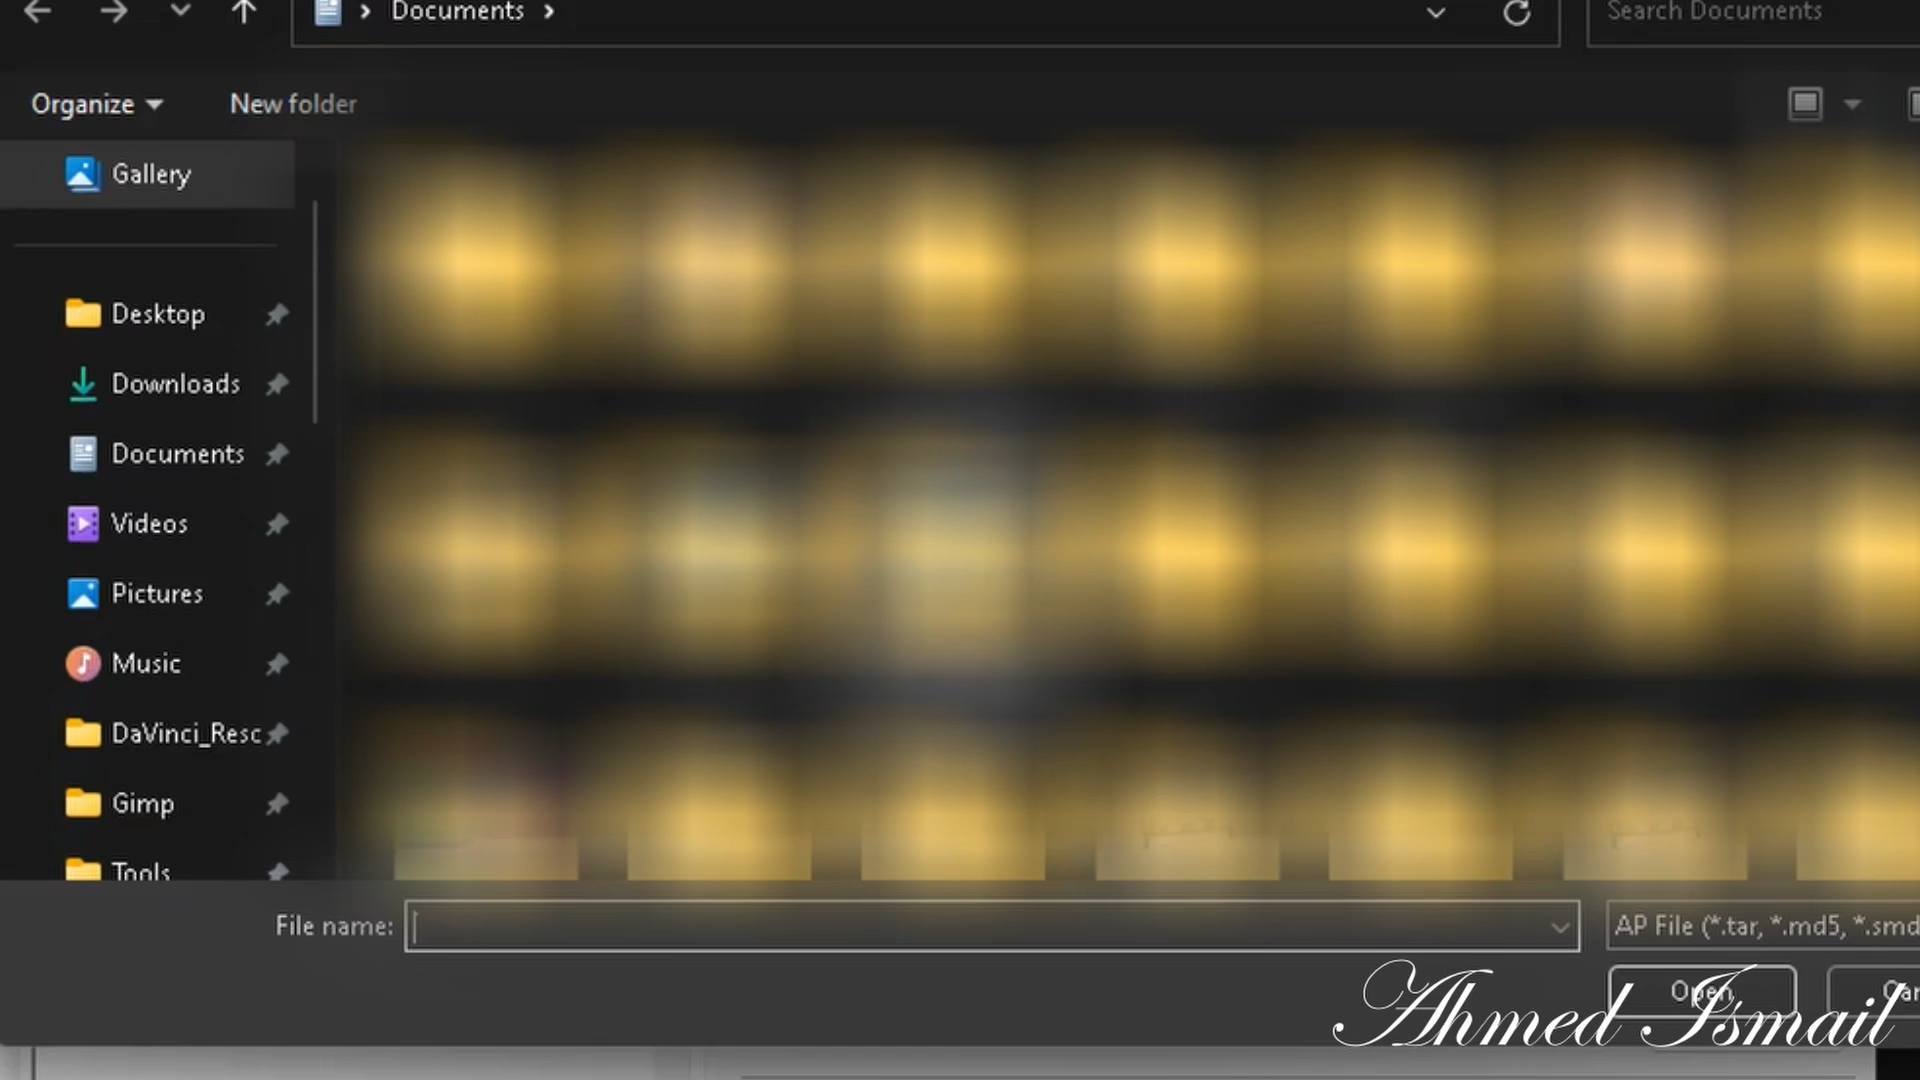 Documents
Search Documents
Organize
New folder
Gallery
Desktop
Downloads
Documents
Videos
Pictures
Music
DaVinci_Resc
Gimp
Tools
File name:
AP File (*.tar, *.md5, *.smd
Open
Can
Ahmed Ismail